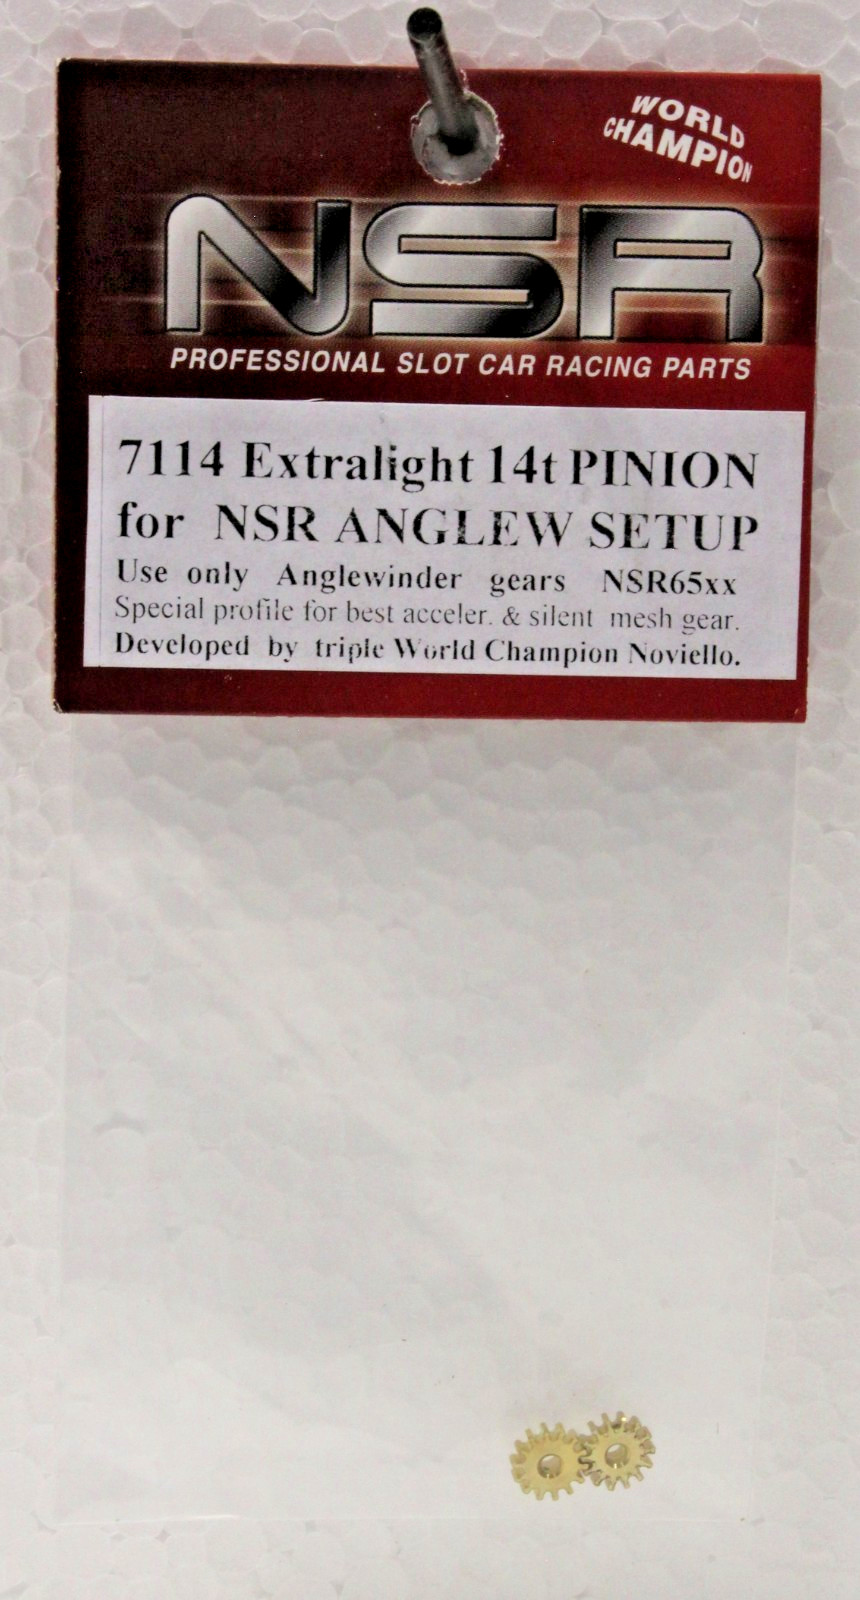 WORLD
CHAMPION
NSR
PROFESSIONAL SLOT CAR RACING PARTS
7114 Extralight 14t PINION
for NSR ANGLEW SETUP
Use only Anglewinder gears NSR65xx
Special profile for best acceler. & silent mesh gear.
Developed by triple World Champion Noviello.